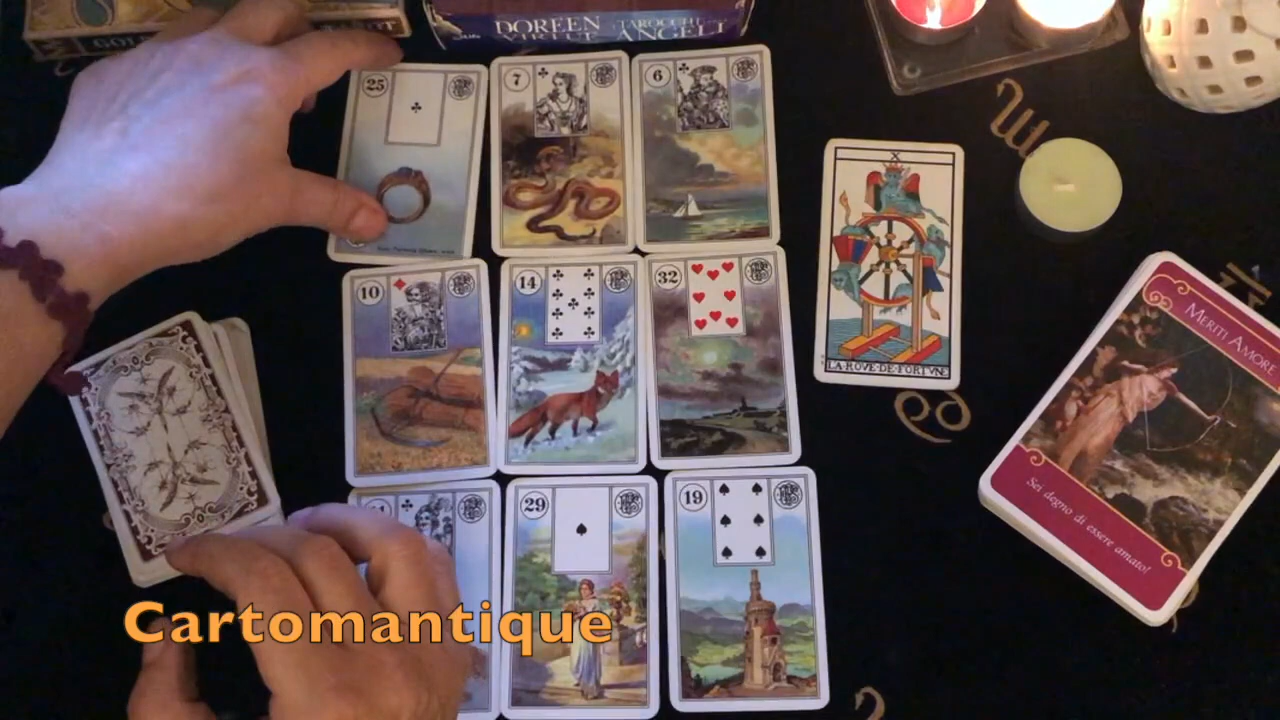 DOREEN VIRTUE
TAROCCHI ANGELI
25
7
6
X
LA·ROVE·DE·FORTVNE
10
14
32
MERITI AMORE
Sei degno di essere amato!
29
19
Cartomantique